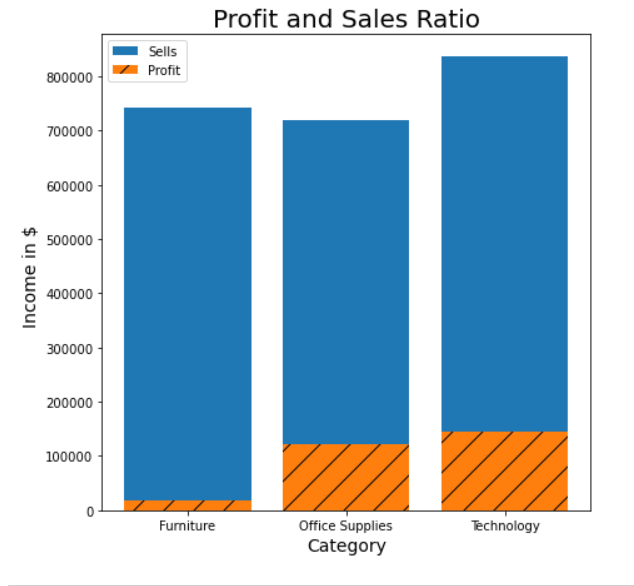 Profit and Sales Ratio
Sells
Profit
800000
700000
600000
500000
400000
300000
200000
100000
0
Income in $
Furniture
Office Supplies
Technology
Category